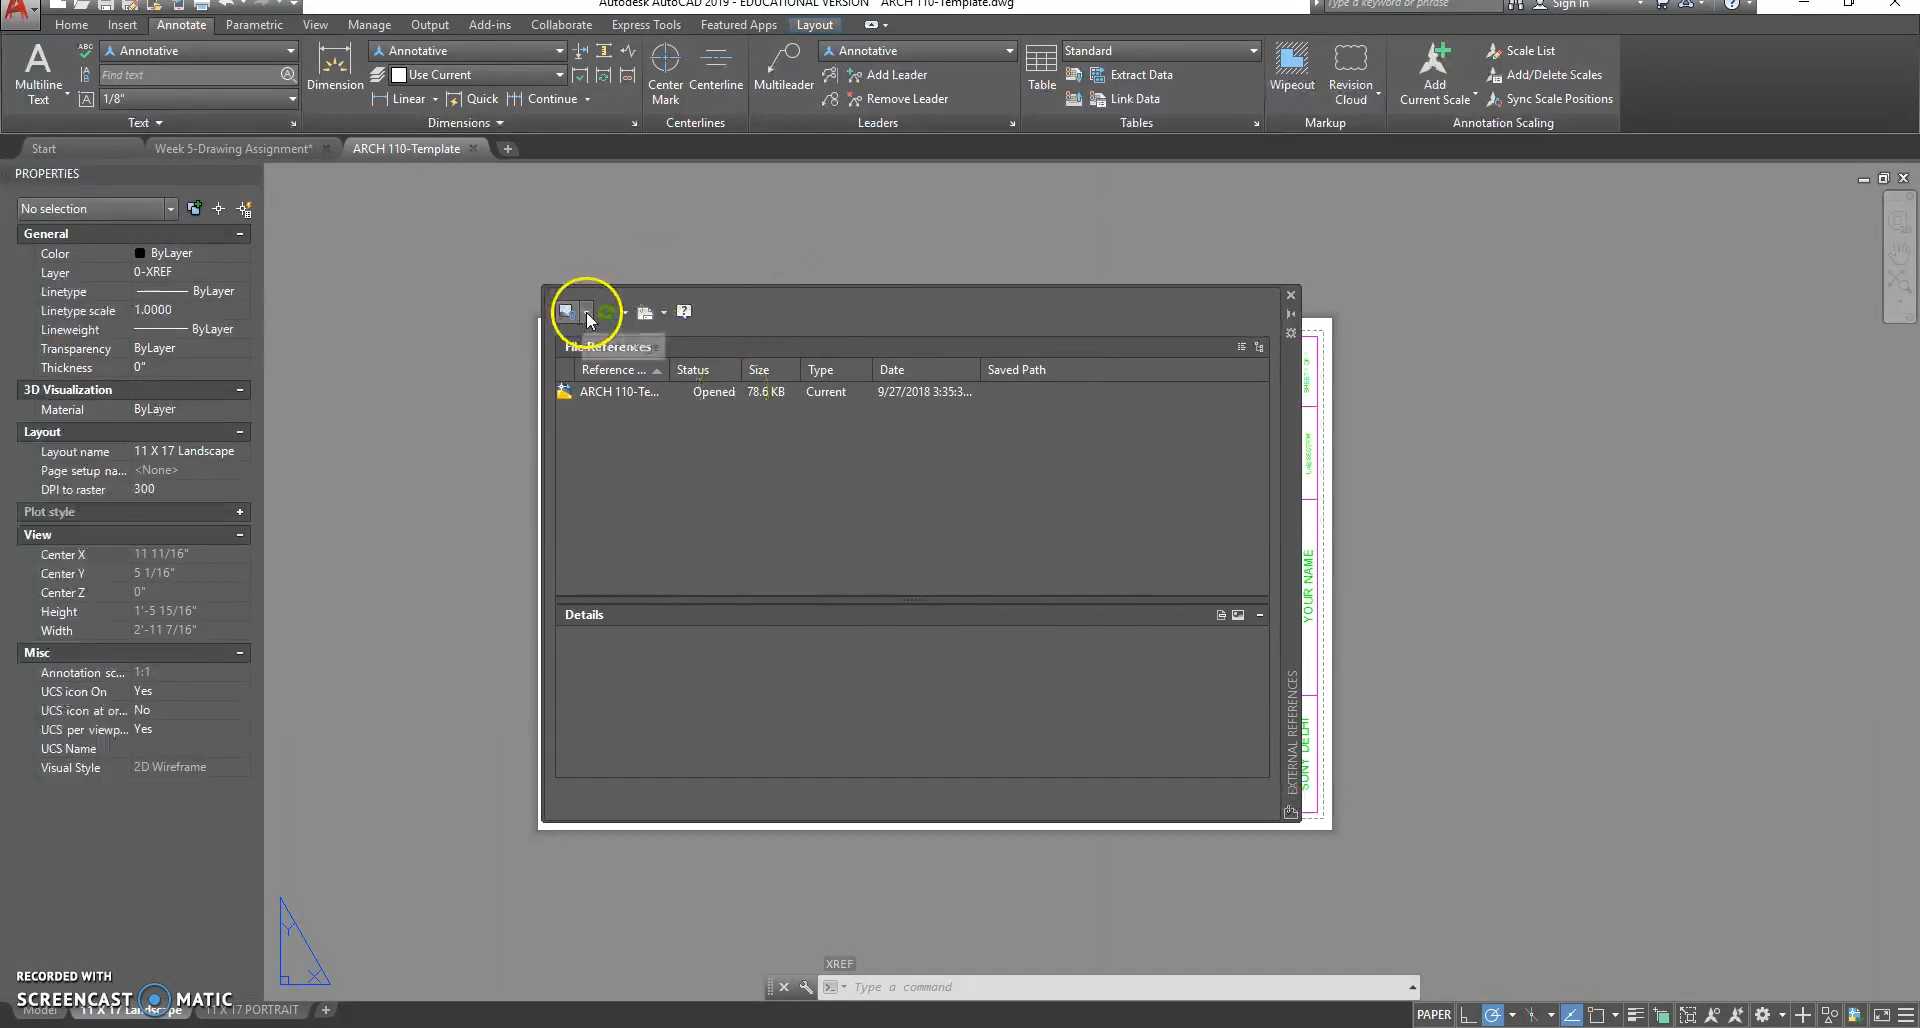 Autodesk AutoCAD 2019 - EDUCATIONAL VERSION ARCH 110-Template.dwg
Type a keyword or phrase
Sign In
Home Insert Annotate Parametric View Manage Output Add-ins Collaborate Express Tools Featured Apps Layout
Multiline Text
ABC
Annotative
Find text
1/8"
Text
Dimension
Annotative
Use Current
Linear Quick Continue
Dimensions
Center Mark
Centerline
Centerlines
Multileader
Annotative
Add Leader
Remove Leader
Leaders
Table
Standard
Extract Data
Link Data
Tables
Wipeout
Revision Cloud
Markup
Add Current Scale
Scale List
Add/Delete Scales
Sync Scale Positions
Annotation Scaling
Start Week 5-Drawing Assignment* ARCH 110-Template
PROPERTIES
No selection
General
Color ByLayer
Layer 0-XREF
Linetype ByLayer
Linetype scale 1.0000
Lineweight ByLayer
Transparency ByLayer
Thickness 0"
3D Visualization
Material ByLayer
Layout
Layout name 11 X 17 Landscape
Page setup na... <None>
DPI to raster 300
Plot style
View
Center X 11 11/16"
Center Y 5 1/16"
Center Z 0"
Height 1'-5 15/16"
Width 2'-11 7/16"
Misc
Annotation sc... 1:1
UCS icon On Yes
UCS icon at or... No
UCS per viewp... Yes
UCS Name
Visual Style 2D Wireframe
File References
Reference ... Status Size Type Date Saved Path
ARCH 110-Te... Opened 78.6 KB Current 9/27/2018 3:35:3...
Details
EXTERNAL REFERENCES
YOUR NAME
SUNY DELHI
Y
X
XREF
Type a command
RECORDED WITH
SCREENCAST MATIC
Model 11 X 17 Landscape 11 X 17 PORTRAIT
PAPER